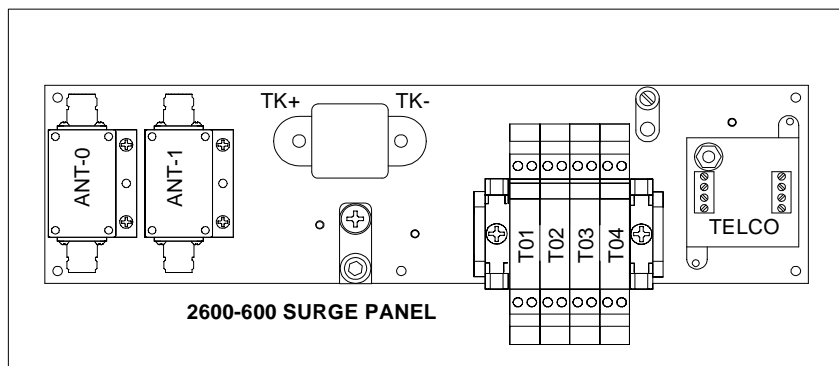 TK+ TK-
ANT-0 ANT-1
T01 T02 T03 T04
TELCO
2600-600 SURGE PANEL